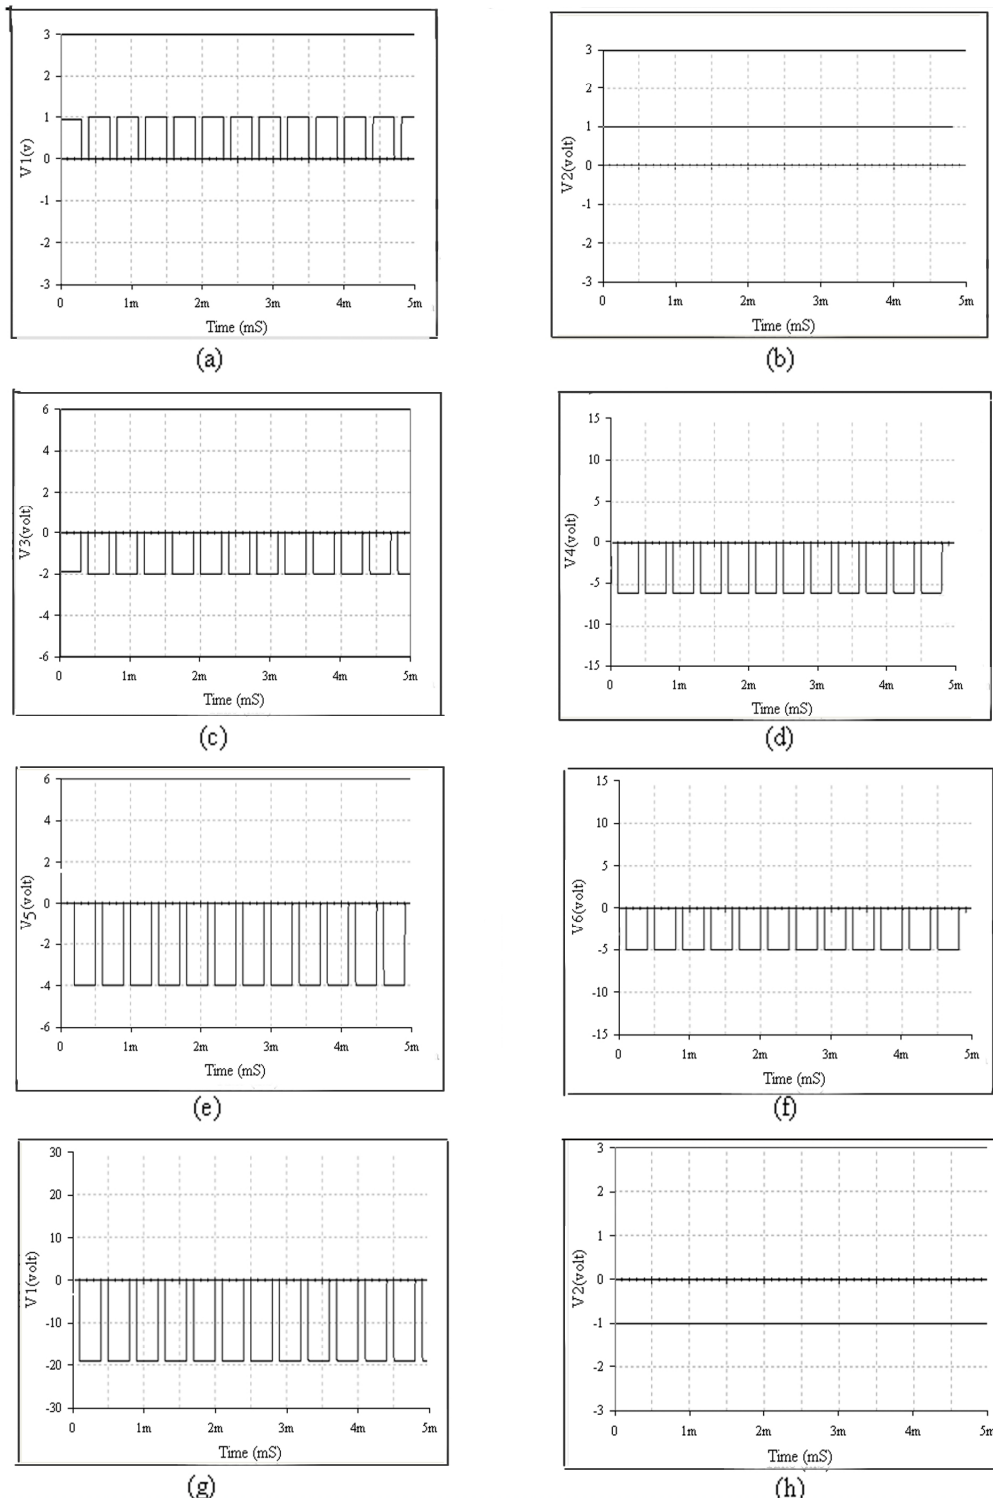 3
2
1
0
-1
-2
-3
V1(v)
0 1m 2m 3m 4m 5m
Time (mS)
(a)
3
2
1
0
-1
-2
-3
V2(volt)
0 1m 2m 3m 4m 5m
Time (mS)
(b)
6
4
2
0
-2
-4
-6
V3(volt)
0 1m 2m 3m 4m 5m
Time (mS)
(c)
15
10
5
0
-5
-10
-15
V4(volt)
0 1m 2m 3m 4m 5m
Time (mS)
(d)
6
4
2
0
-2
-4
-6
V5(volt)
0 1m 2m 3m 4m 5m
Time (mS)
(e)
15
10
5
0
-5
-10
-15
V6(volt)
0 1m 2m 3m 4m 5m
Time (mS)
(f)
30
20
10
0
-10
-20
-30
V1(volt)
0 1m 2m 3m 4m 5m
Time (mS)
(g)
3
2
1
0
-1
-2
-3
V2(volt)
0 1m 2m 3m 4m 5m
Time (mS)
(h)